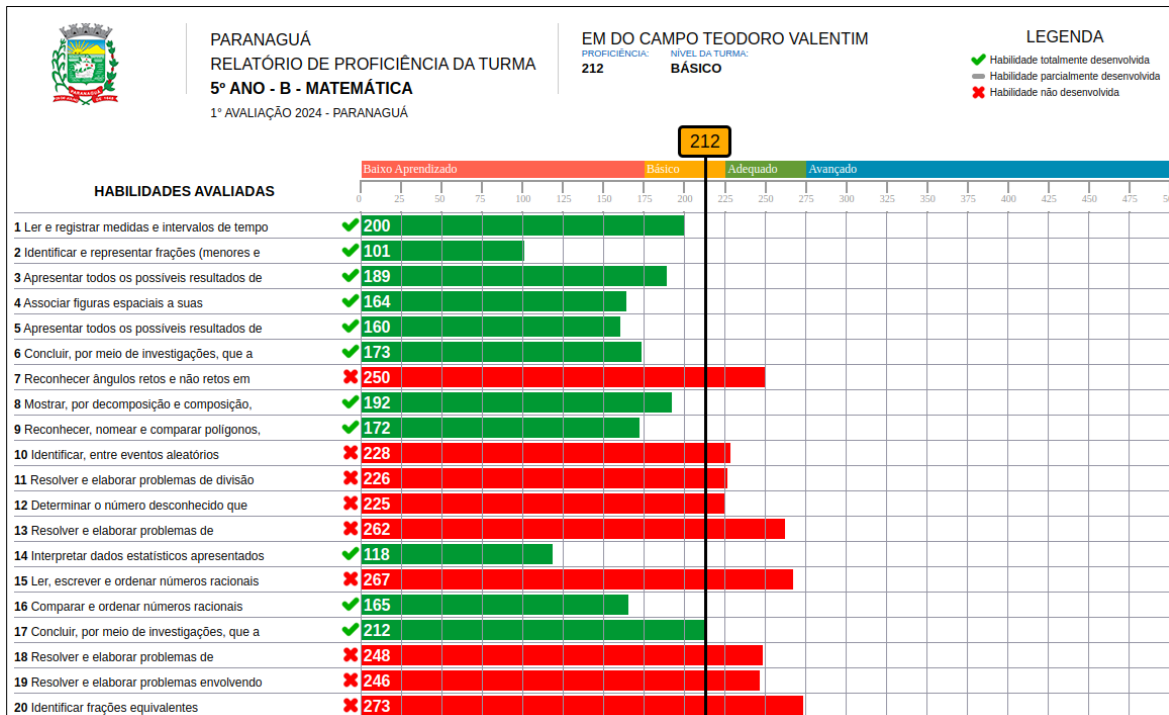 PARANAGUÁ
RELATÓRIO DE PROFICIÊNCIA DA TURMA
5º ANO - B - MATEMÁTICA
1° AVALIAÇÃO 2024 - PARANAGUÁ
EM DO CAMPO TEODORO VALENTIM
PROFICIÊNCIA: NÍVEL DA TURMA:
212 BÁSICO
LEGENDA
Habilidade totalmente desenvolvida
Habilidade parcialmente desenvolvida
Habilidade não desenvolvida
212
Baixo Aprendizado Básico Adequado Avançado
HABILIDADES AVALIADAS
0 25 50 75 100 125 150 175 200 225 250 275 300 325 350 375 400 425 450 475
1 Ler e registrar medidas e intervalos de tempo 200
2 Identificar e representar frações (menores e 101
3 Apresentar todos os possíveis resultados de 189
4 Associar figuras espaciais a suas 164
5 Apresentar todos os possíveis resultados de 160
6 Concluir, por meio de investigações, que a 173
7 Reconhecer ângulos retos e não retos em 250
8 Mostrar, por decomposição e composição, 192
9 Reconhecer, nomear e comparar polígonos, 172
10 Identificar, entre eventos aleatórios 228
11 Resolver e elaborar problemas de divisão 226
12 Determinar o número desconhecido que 225
13 Resolver e elaborar problemas de 262
14 Interpretar dados estatísticos apresentados 118
15 Ler, escrever e ordenar números racionais 267
16 Comparar e ordenar números racionais 165
17 Concluir, por meio de investigações, que a 212
18 Resolver e elaborar problemas de 248
19 Resolver e elaborar problemas envolvendo 246
20 Identificar frações equivalentes 273